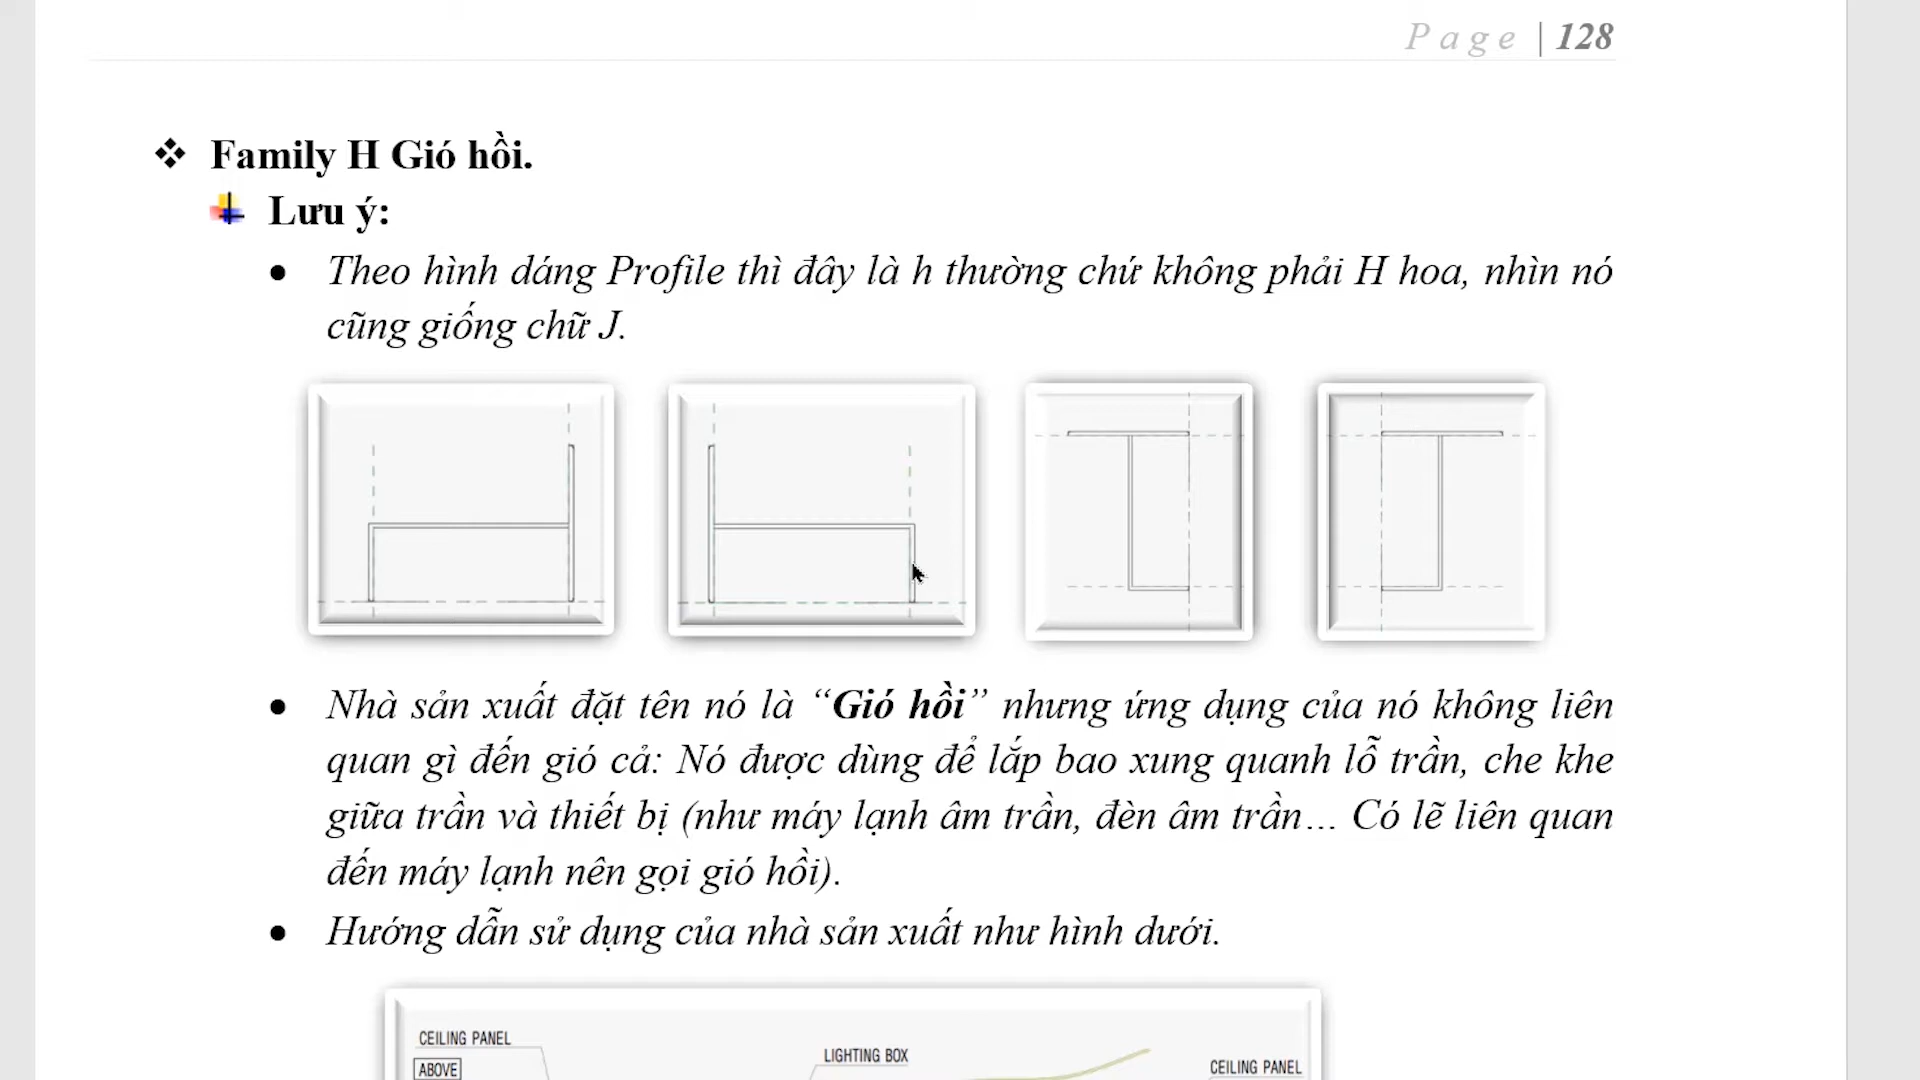 Page | 128
Family H Gió hồi.
Lưu ý:
Theo hình dáng Profile thì đây là h thường chứ không phải H hoa, nhìn nó
cũng giống chữ J.
Nhà sản xuất đặt tên nó là “Gió hồi” nhưng ứng dụng của nó không liên
quan gì đến gió cả: Nó được dùng để lắp bao xung quanh lỗ trần, che khe
giữa trần và thiết bị (như máy lạnh âm trần, đèn âm trần… Có lẽ liên quan
đến máy lạnh nên gọi gió hồi).
Hướng dẫn sử dụng của nhà sản xuất như hình dưới.
CEILING PANEL
LIGHTING BOX
CEILING PANEL
ABOVE